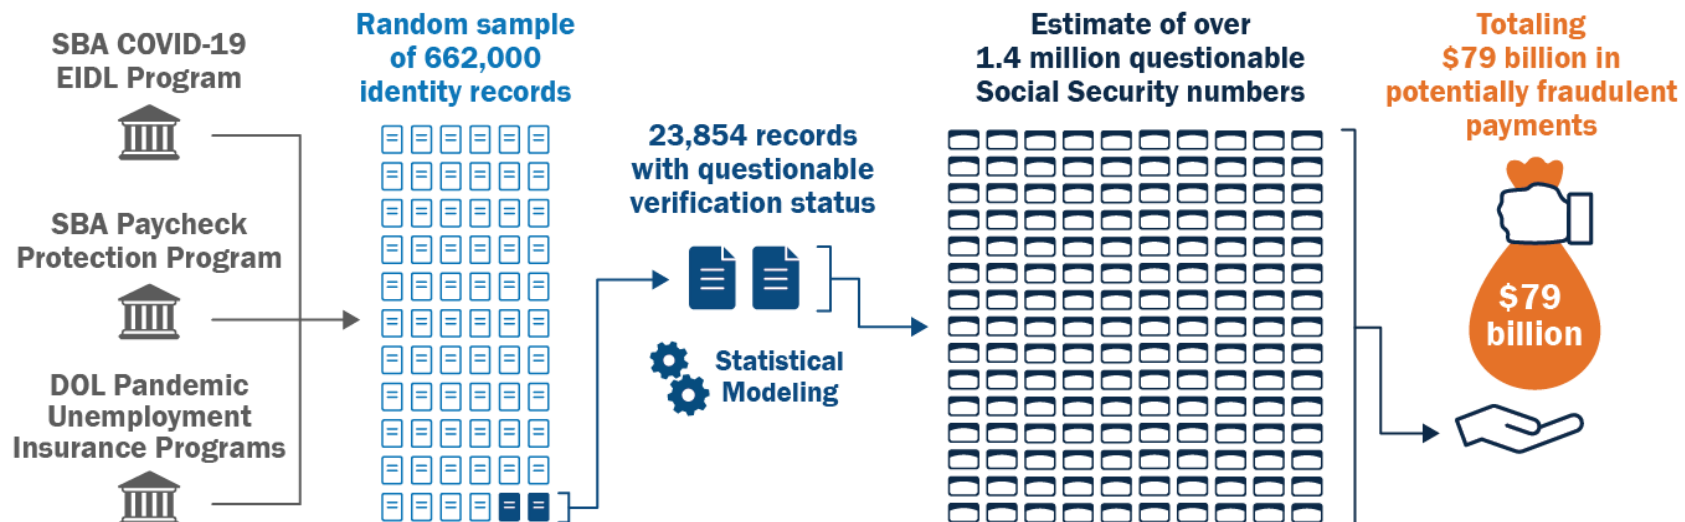 SBA COVID-19
EIDL Program
SBA Paycheck
Protection Program
DOL Pandemic
Unemployment
Insurance Programs
Random sample
of 662,000
identity records
23,854 records
with questionable
verification status
Statistical
Modeling
Estimate of over
1.4 million questionable
Social Security numbers
Totaling
$79 billion in
potentially fraudulent
payments
$79
billion